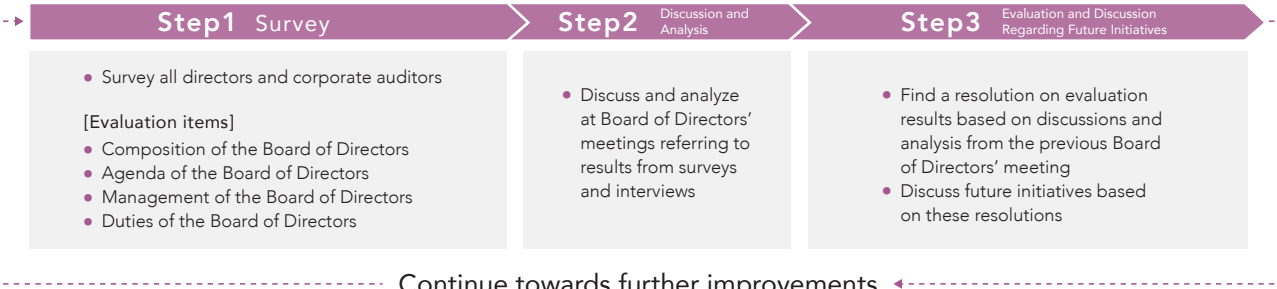 Step1 Survey
Step2 Discussion and
Analysis
Step3 Evaluation and Discussion
Regarding Future Initiatives
• Survey all directors and corporate auditors
[Evaluation items]
• Composition of the Board of Directors
• Agenda of the Board of Directors
• Management of the Board of Directors
• Duties of the Board of Directors
• Discuss and analyze
at Board of Directors’
meetings referring to
results from surveys
and interviews
• Find a resolution on evaluation
results based on discussions and
analysis from the previous Board
of Directors’ meeting
• Discuss future initiatives based
on these resolutions
Continue towards further improvements